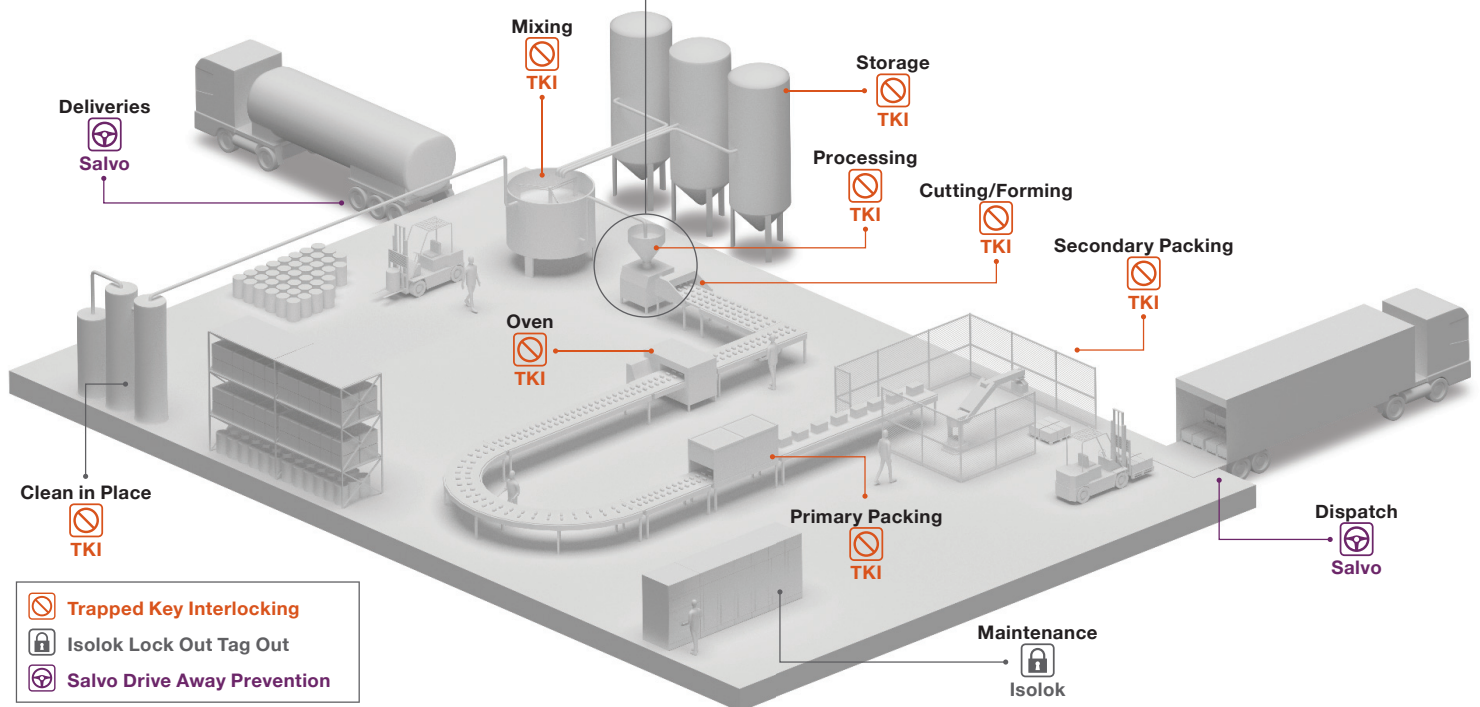 Mixing
TKI
Storage
TKI
Deliveries
Salvo
Processing
TKI
Cutting/Forming
TKI
Secondary Packing
TKI
Oven
TKI
Clean in Place
TKI
Primary Packing
TKI
Dispatch
Salvo
Maintenance
Isolok
Trapped Key Interlocking
Isolok Lock Out Tag Out
Salvo Drive Away Prevention